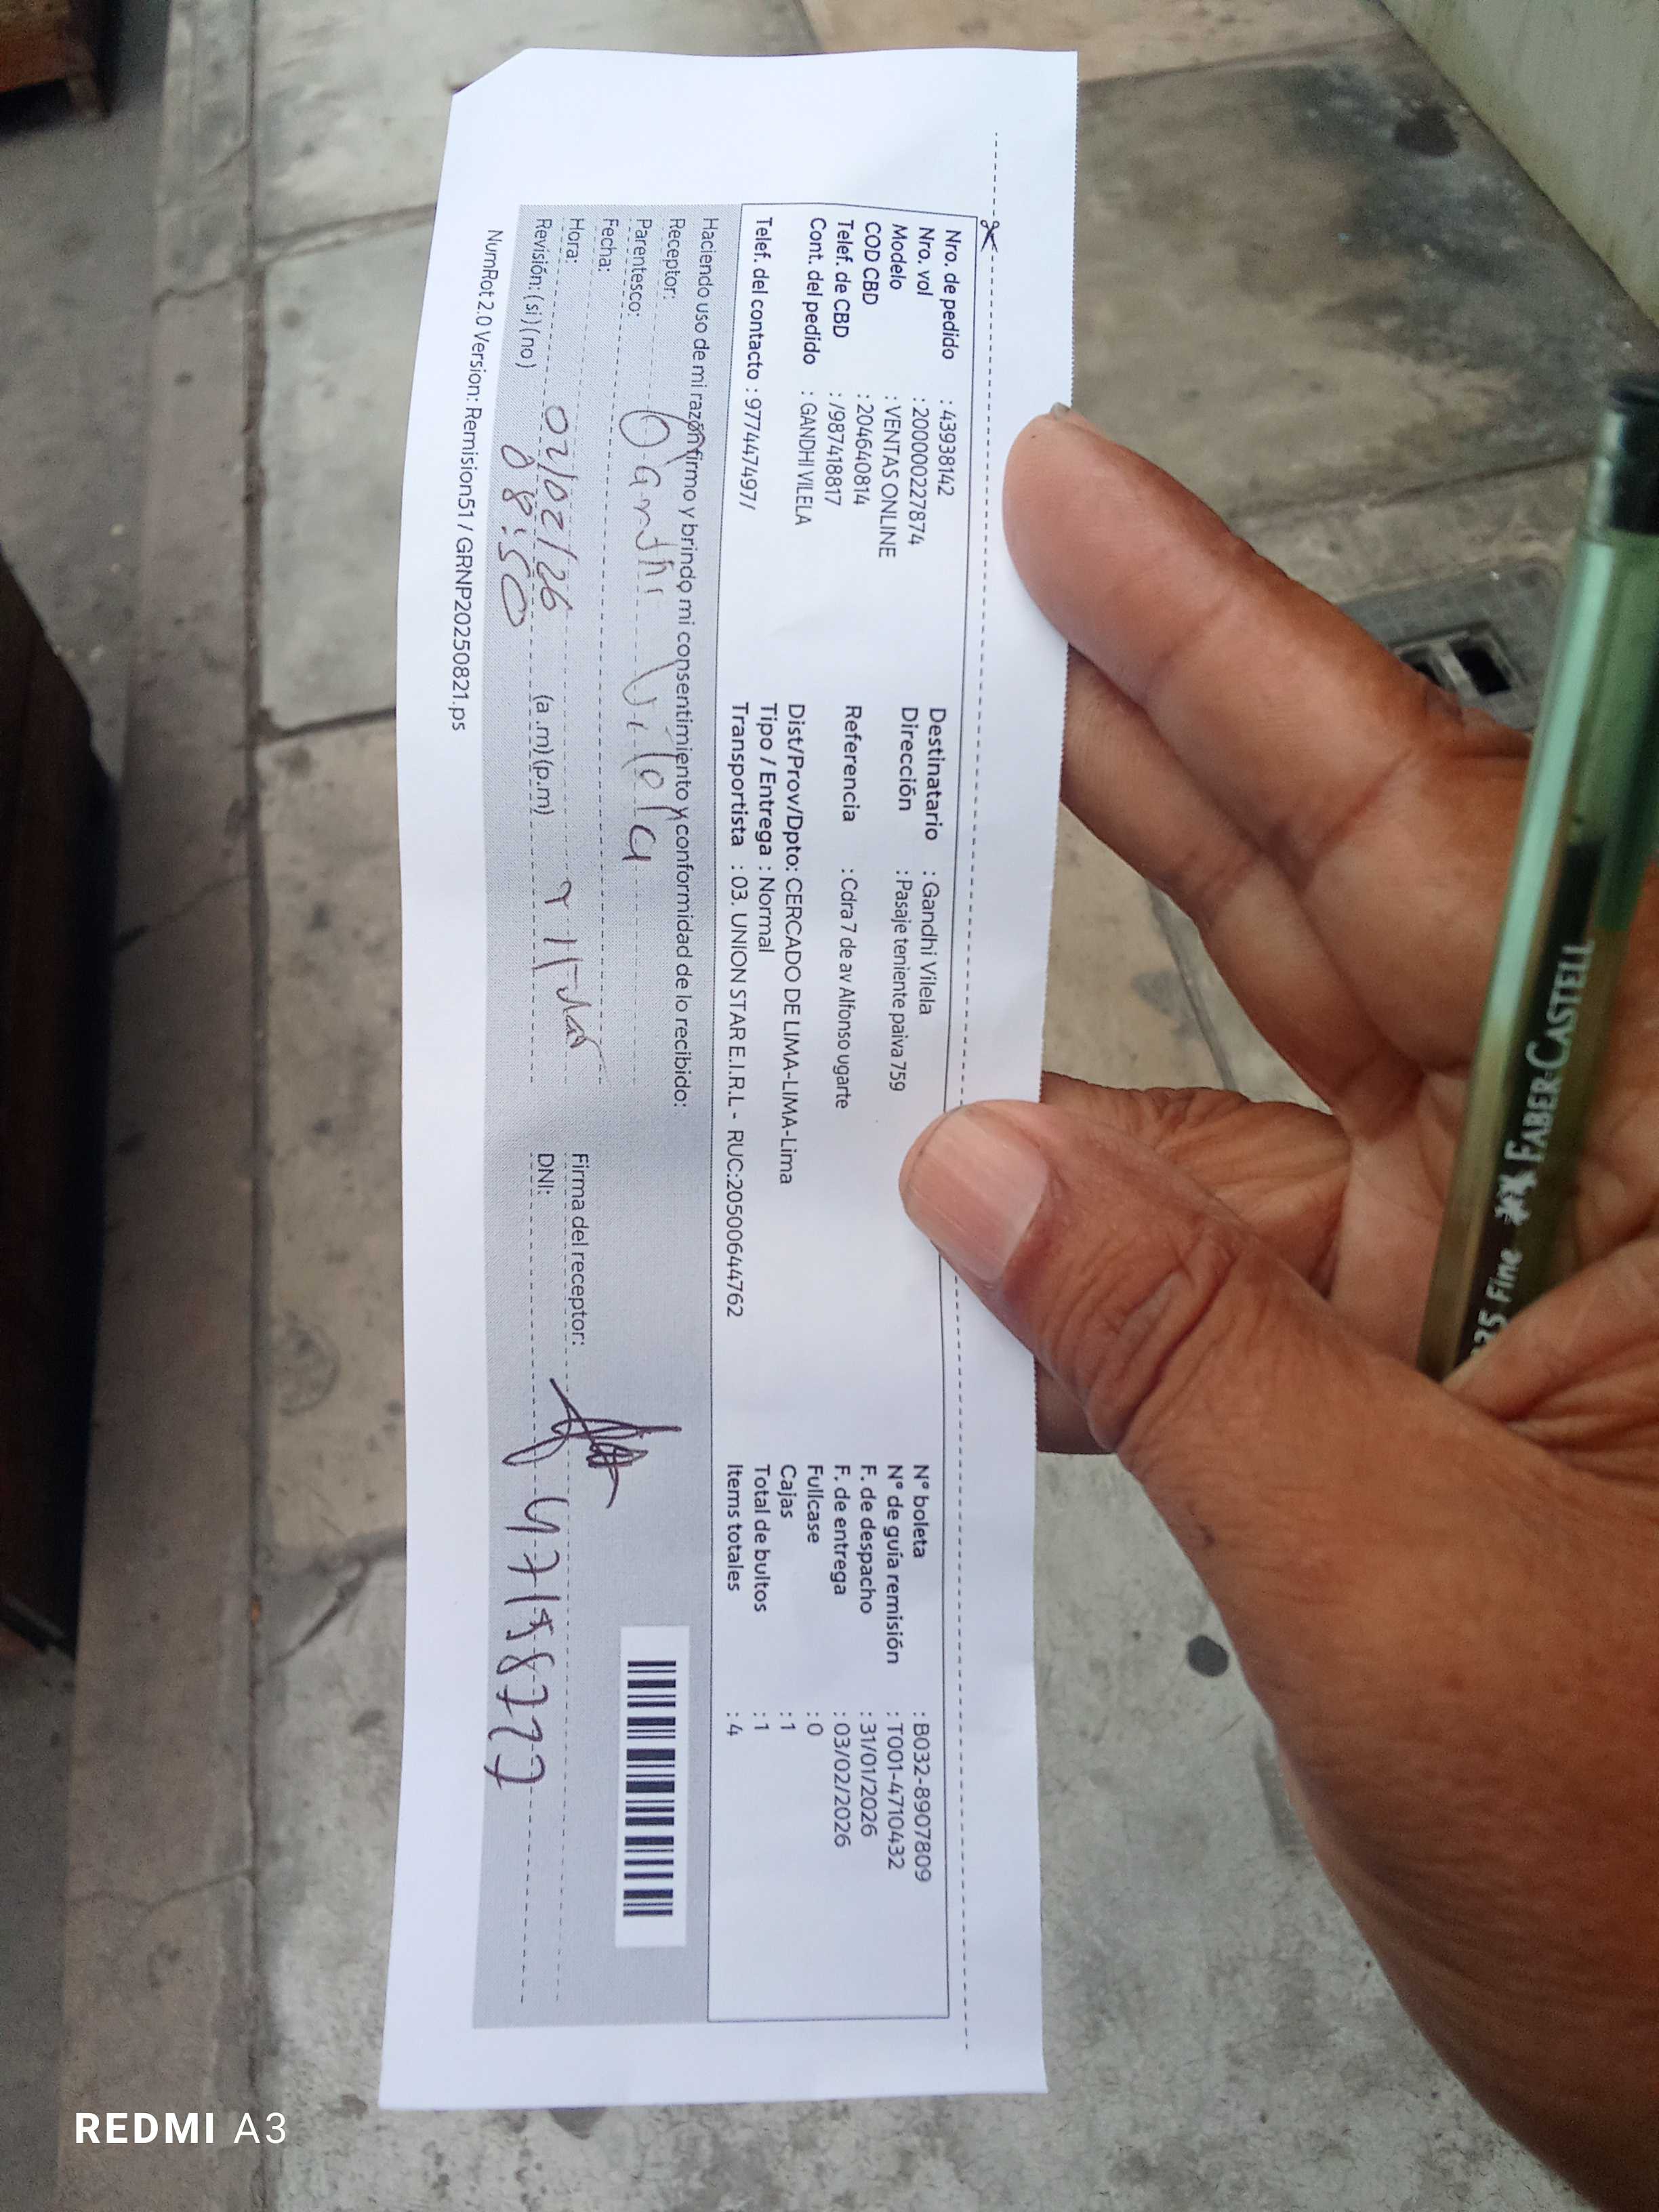 Nro. de pedido : 43938142
Nro. vol : 2000000227874
Modelo : VENTAS ONLINE
COD CBD : 204640814
Telef. de CBD : /987418817
Cont. del pedido : GANDHI VILELA
Telef. del contacto : 977447497/
Destinatario : Gandhi Vilela
Dirección : Pasaje teniente paiva 759
Referencia : Cdra 7 de av Alfonso ugarte
Dist/Prov/Dpto: CERCADO DE LIMA-LIMA-Lima
Tipo / Entrega : Normal
Transportista : 03. UNION STAR E.I.R.L - RUC:20500644762
N° boleta : B032-8907809
N° de guía remisión : T001-4710432
F. de despacho : 31/01/2026
F. de entrega : 03/02/2026
Fullcase : 0
Cajas : 1
Total de bultos : 1
Items totales : 4
Haciendo uso de mi razón firmo y brindo mi consentimiento y conformidad de lo recibido:
Receptor:
Parentesco: Gandhi Vilela
Fecha:
Hora: 02/02/26
Revisión: (si) (no) 08:50 (a.m)(p.m)
Firma del receptor:
DNI: 47158777
NumRot 2.0 Version: Remision51 / GRNP20250821.ps
FABER-CASTELL
Fine
REDMI A3